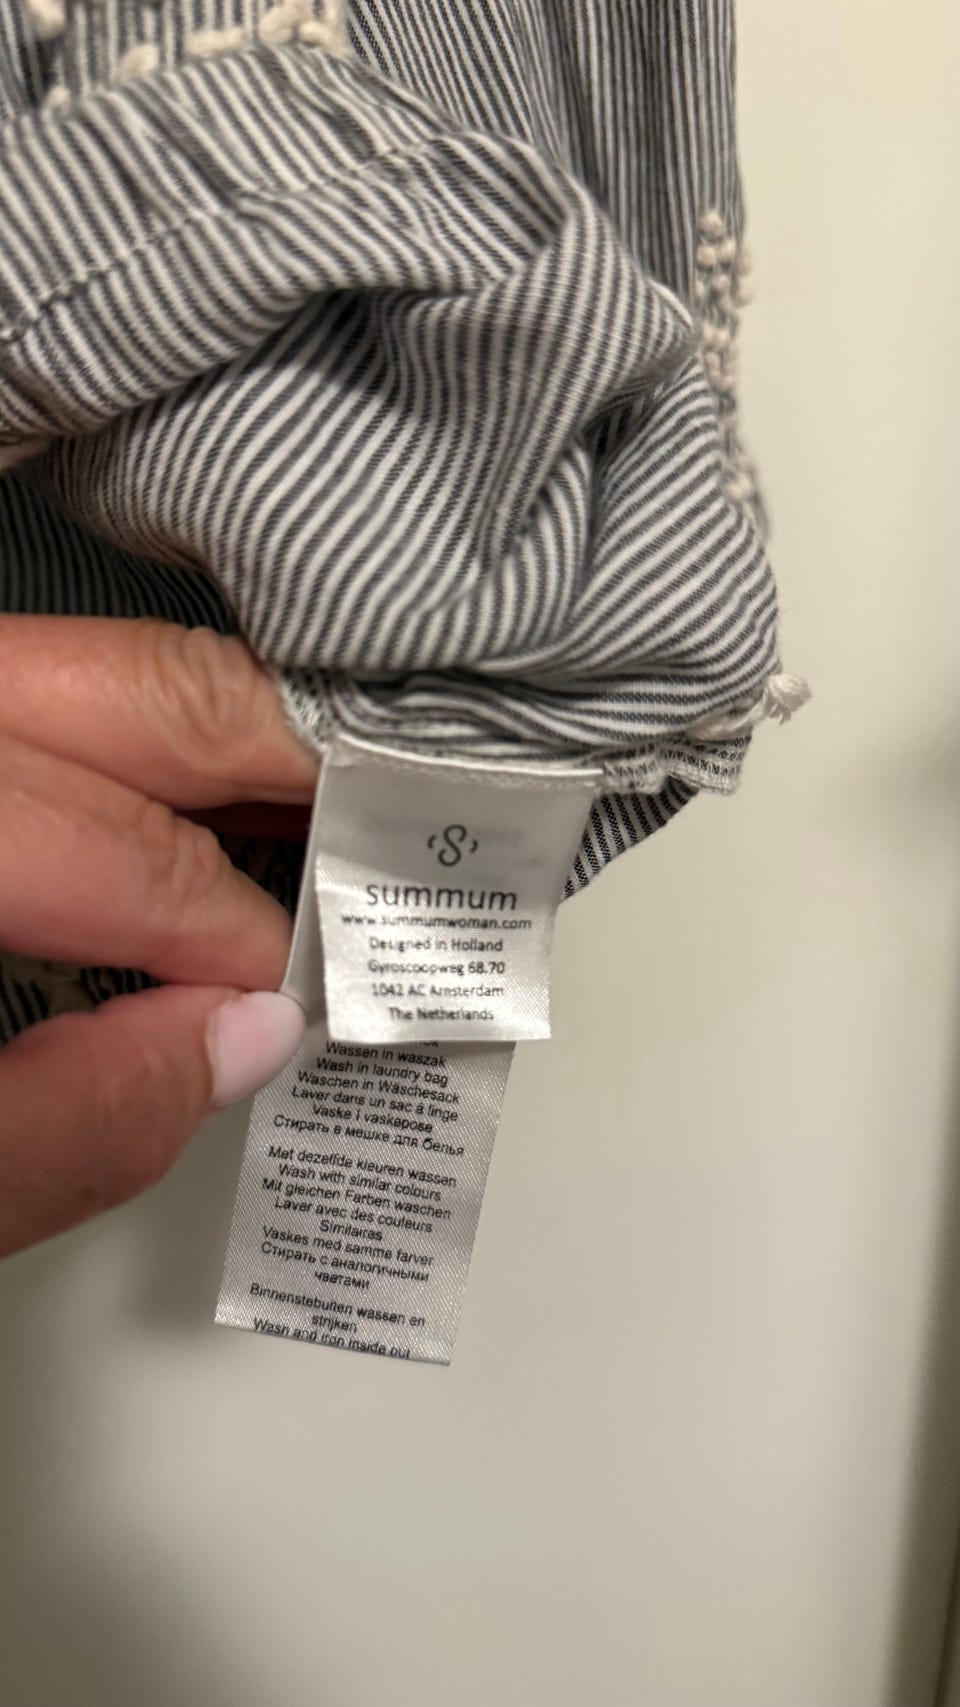 S
summum
www.summumwoman.com
Designed in Holland
Gyroscoopweg 68.70
1042 AC Amsterdam
The Netherlands
Wassen in waszak
Wash in laundry bag
Waschen in Wäschesack
Laver dans un sac à linge
Vaske i vaskepose
Стирать в мешке для белья
Met dezelfde kleuren wassen
Wash with similar colours
Mit gleichen Farben waschen
Laver avec des couleurs
Similaires
Vaskes med samme farver
Стирать с аналогичными
чветами
Binnenstebuiten wassen en
strijken
Wash and iron inside out